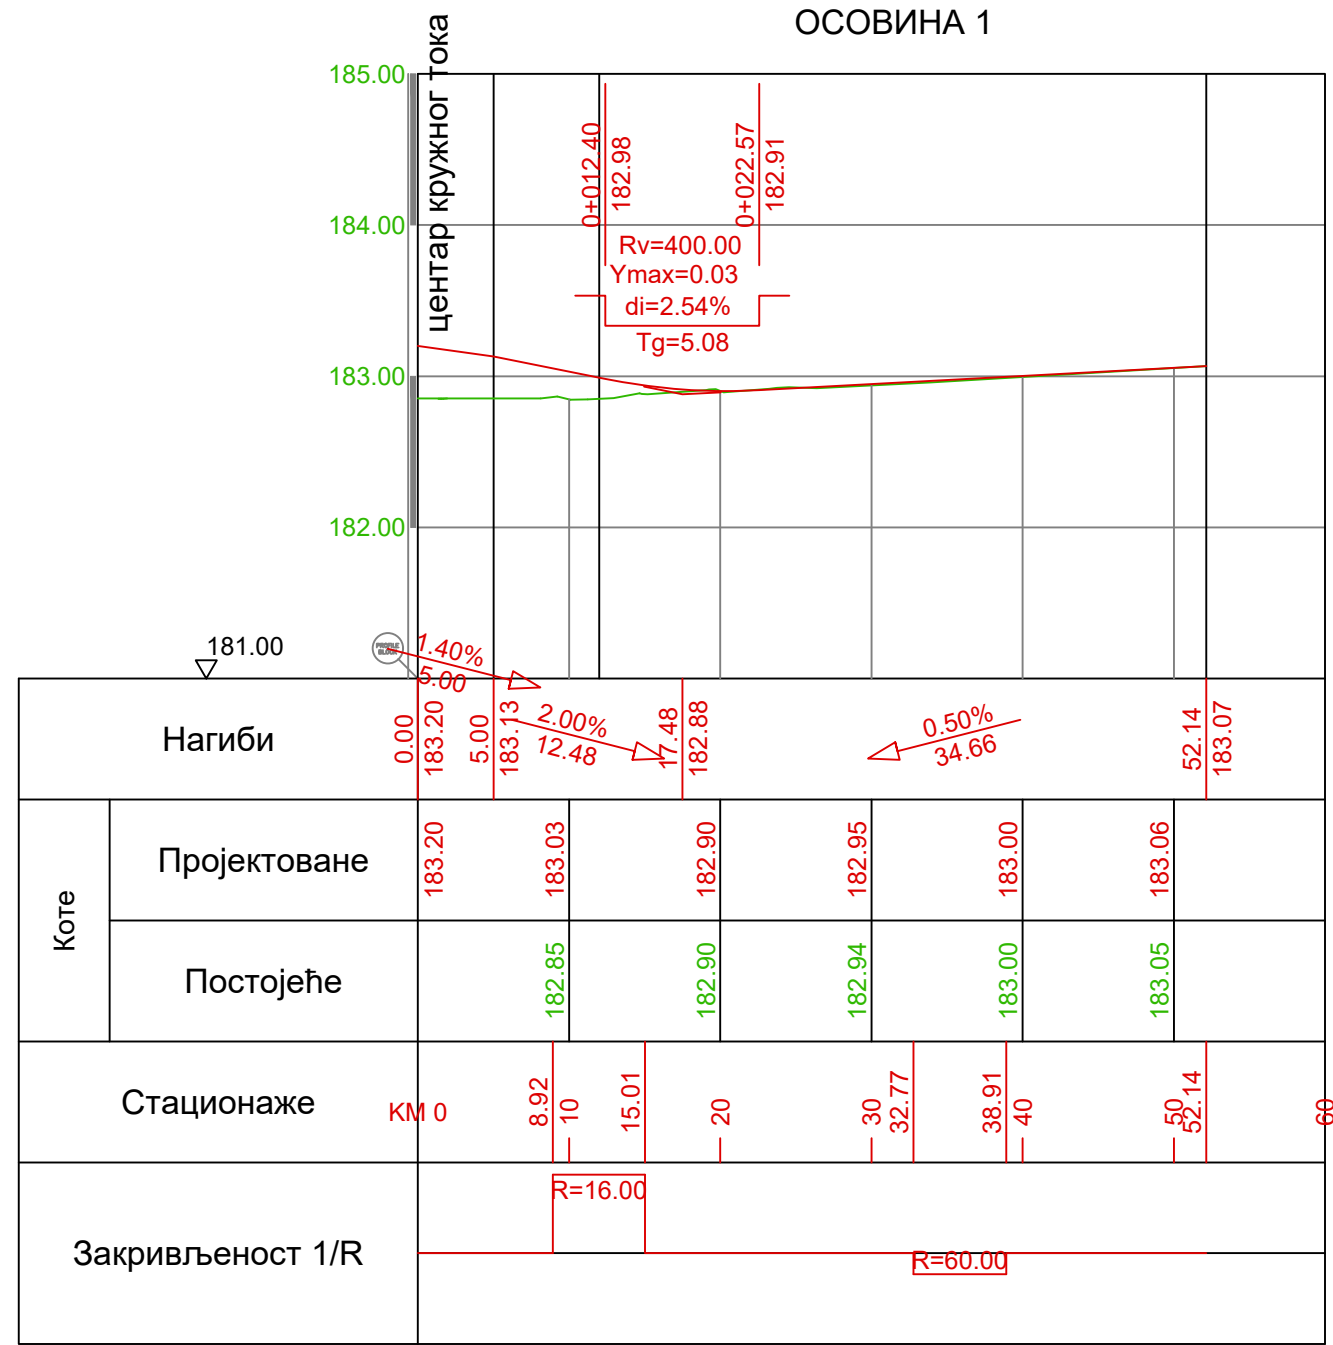 ОСОВИНА 1
центар кружног тока
185.00
184.00
183.00
182.00
0+012.40
182.98
0+022.57
182.91
Rv=400.00
Ymax=0.03
di=2.54%
Tg=5.08
181.00
PROFILE
BLOCK
1.40%
5.00
Нагиби
0.00
183.20
5.00
183.13
2.00%
12.48
17.48
182.88
0.50%
34.66
52.14
183.07
Коте
Пројектоване
183.20
183.03
182.90
182.95
183.00
183.06
Постојеће
182.85
182.90
182.94
183.00
183.05
Стационаже
KM 0
8.92
10
15.01
20
30
32.77
38.91
40
50
52.14
60
Закривљеност 1/R
R=16.00
R=60.00